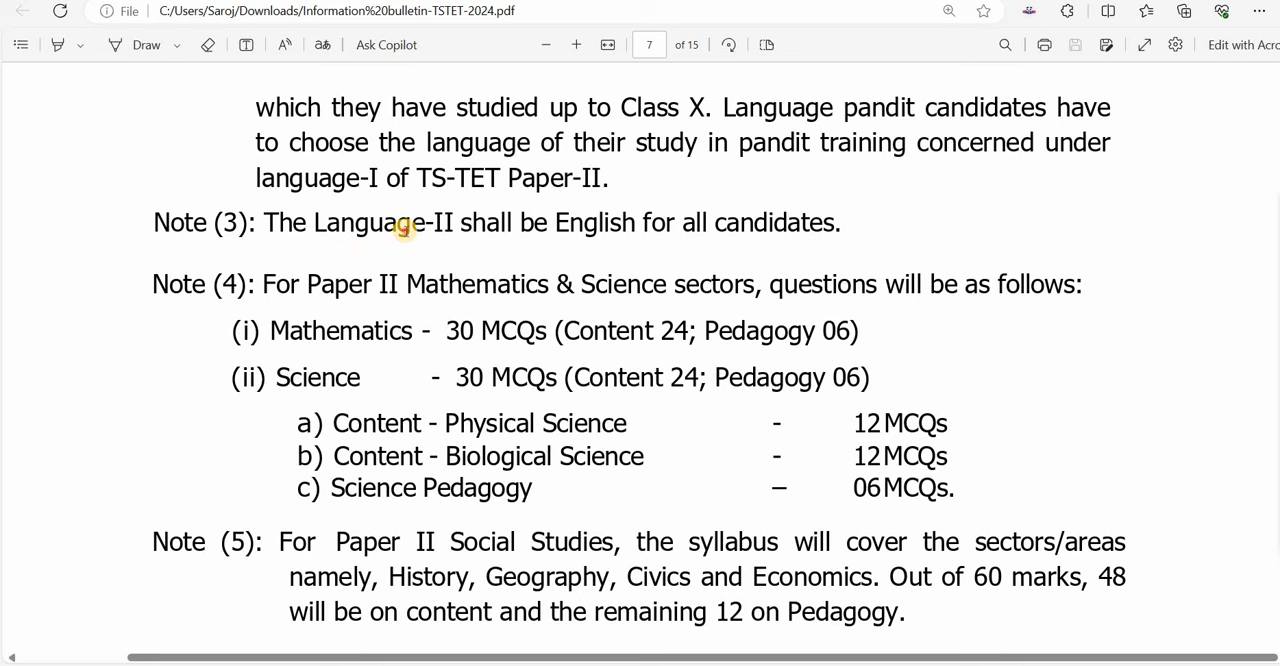 File
C:/Users/Saroj/Downloads/Information%20bulletin-TSTET-2024.pdf
Draw
Ask Copilot
7 of 15
Edit with Acro
which they have studied up to Class X. Language pandit candidates have
to choose the language of their study in pandit training concerned under
language-I of TS-TET Paper-II.
Note (3): The Language-II shall be English for all candidates.
Note (4): For Paper II Mathematics & Science sectors, questions will be as follows:
(i) Mathematics - 30 MCQs (Content 24; Pedagogy 06)
(ii) Science - 30 MCQs (Content 24; Pedagogy 06)
a) Content - Physical Science - 12 MCQs
b) Content - Biological Science - 12 MCQs
c) Science Pedagogy – 06 MCQs.
Note (5): For Paper II Social Studies, the syllabus will cover the sectors/areas
namely, History, Geography, Civics and Economics. Out of 60 marks, 48
will be on content and the remaining 12 on Pedagogy.